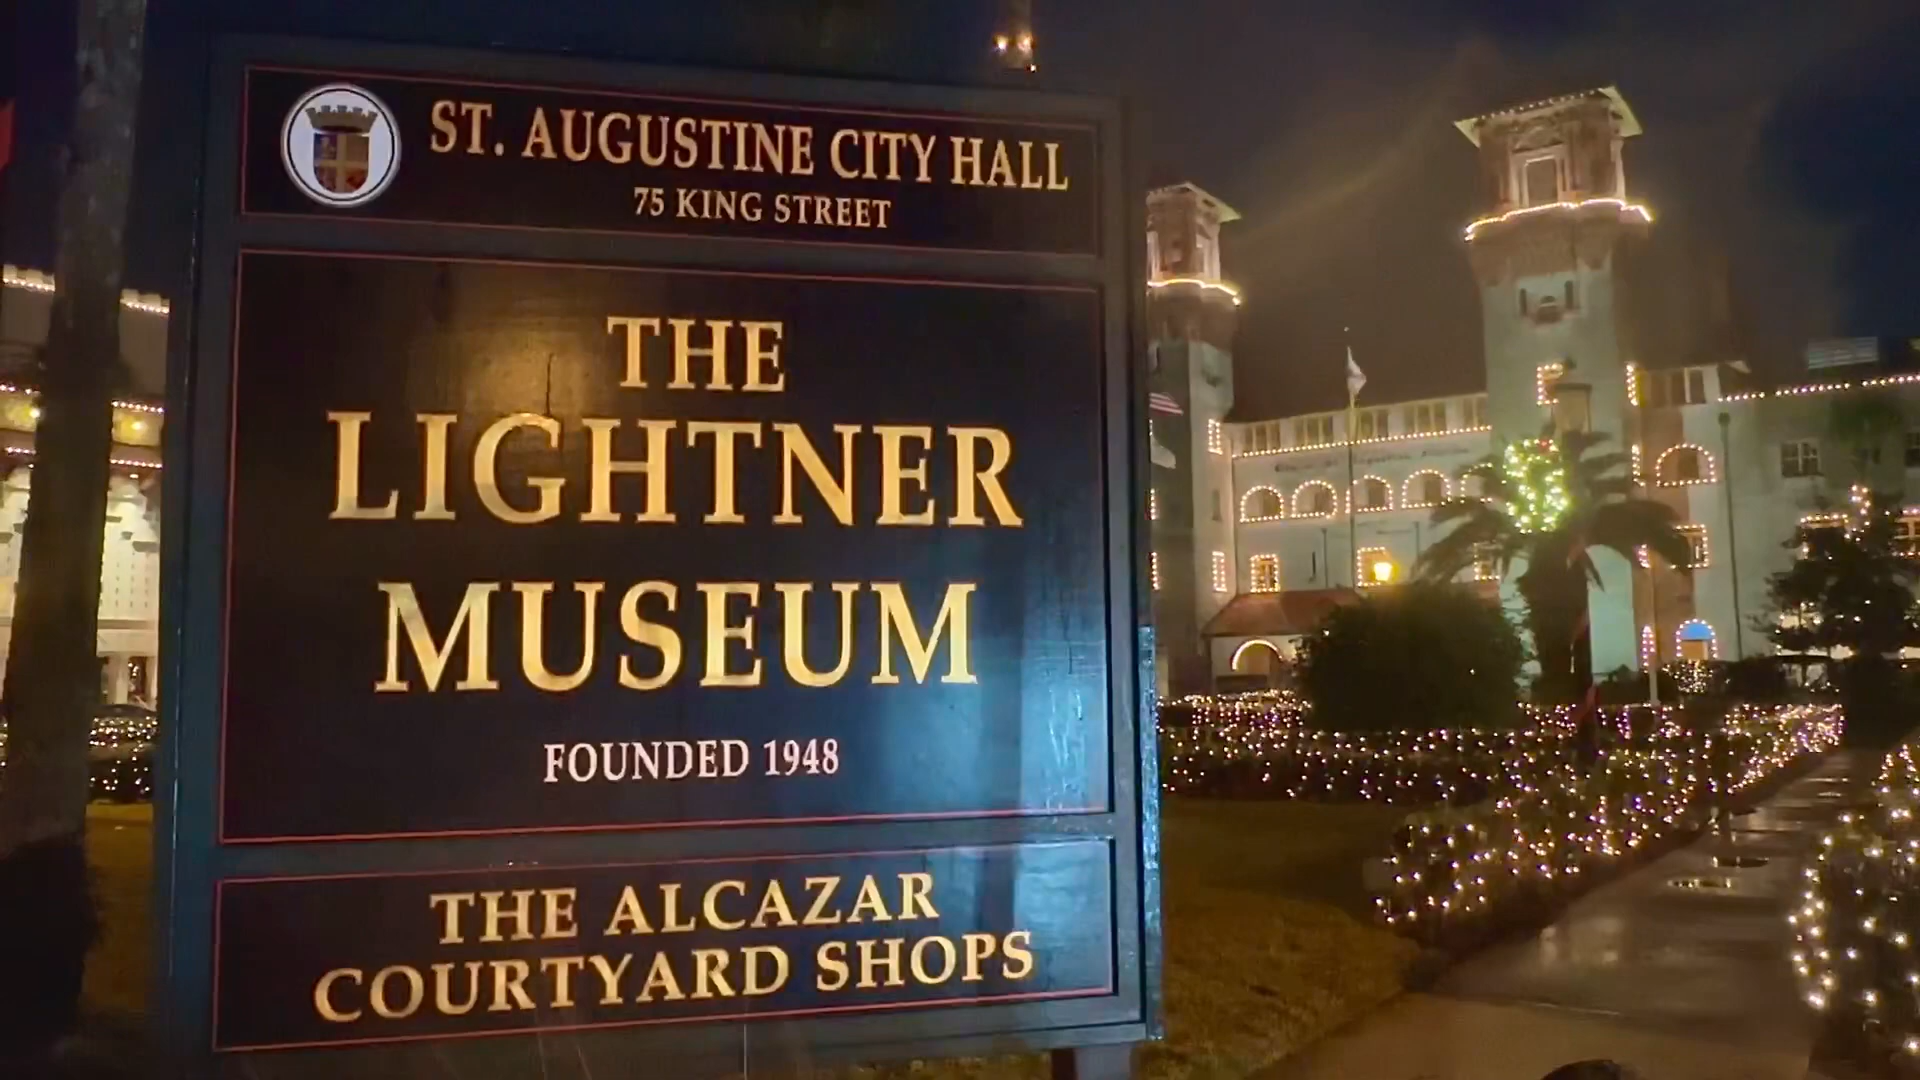 ST. AUGUSTINE CITY HALL
75 KING STREET
THE
LIGHTNER
MUSEUM
FOUNDED 1948
THE ALCAZAR
COURTYARD SHOPS